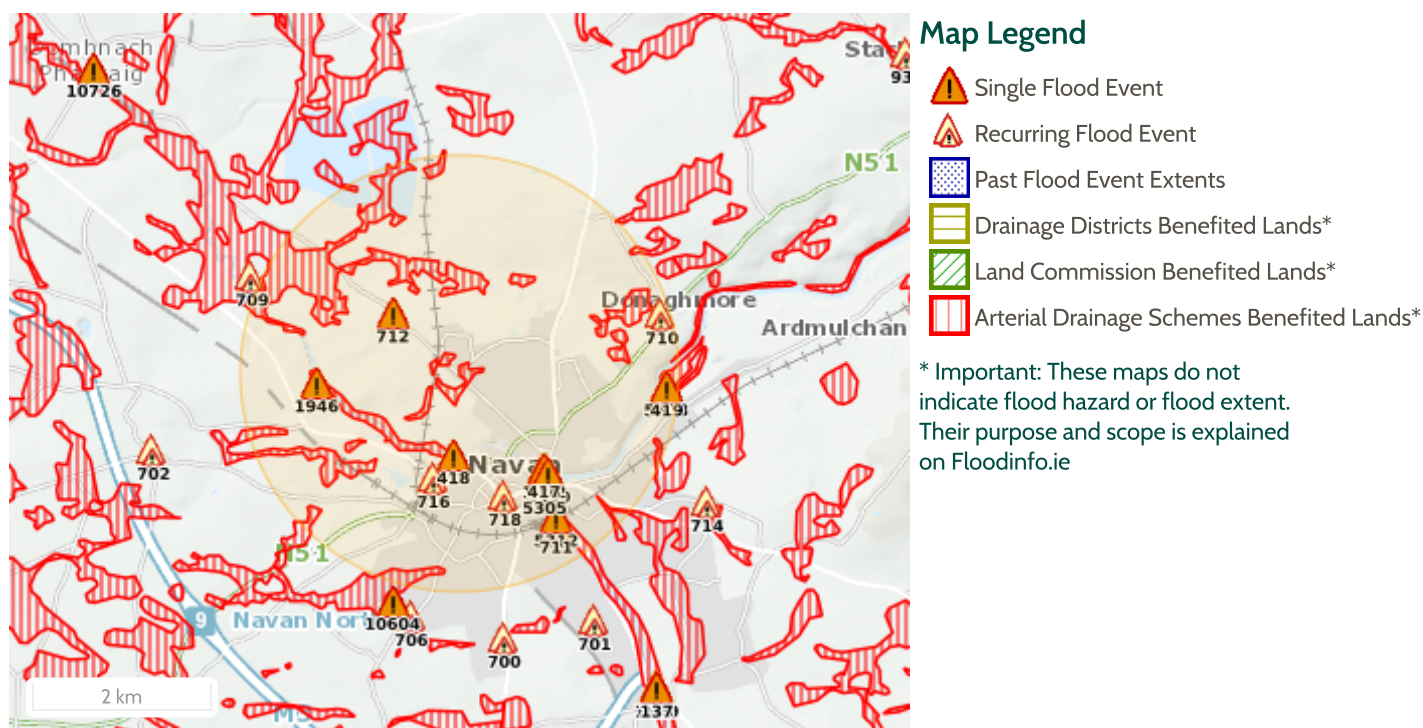 Map Legend
Single Flood Event
Recurring Flood Event
Past Flood Event Extents
Drainage Districts Benefited Lands*
Land Commission Benefited Lands*
Arterial Drainage Schemes Benefited Lands*
* Important: These maps do not
indicate flood hazard or flood extent.
Their purpose and scope is explained
on Floodinfo.ie
10726
93
N51
709
Donaghmore
712
710
Ardmulchan
1946
702
Navan
418
716
718
5305
711
714
N51
9
10604
706
700
701
2 km